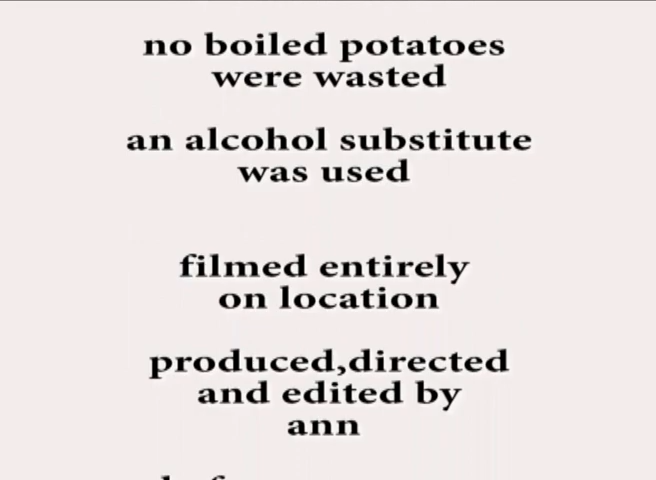 no boiled potatoes
were wasted
an alcohol substitute
was used
filmed entirely
on location
produced,directed
and edited by
ann